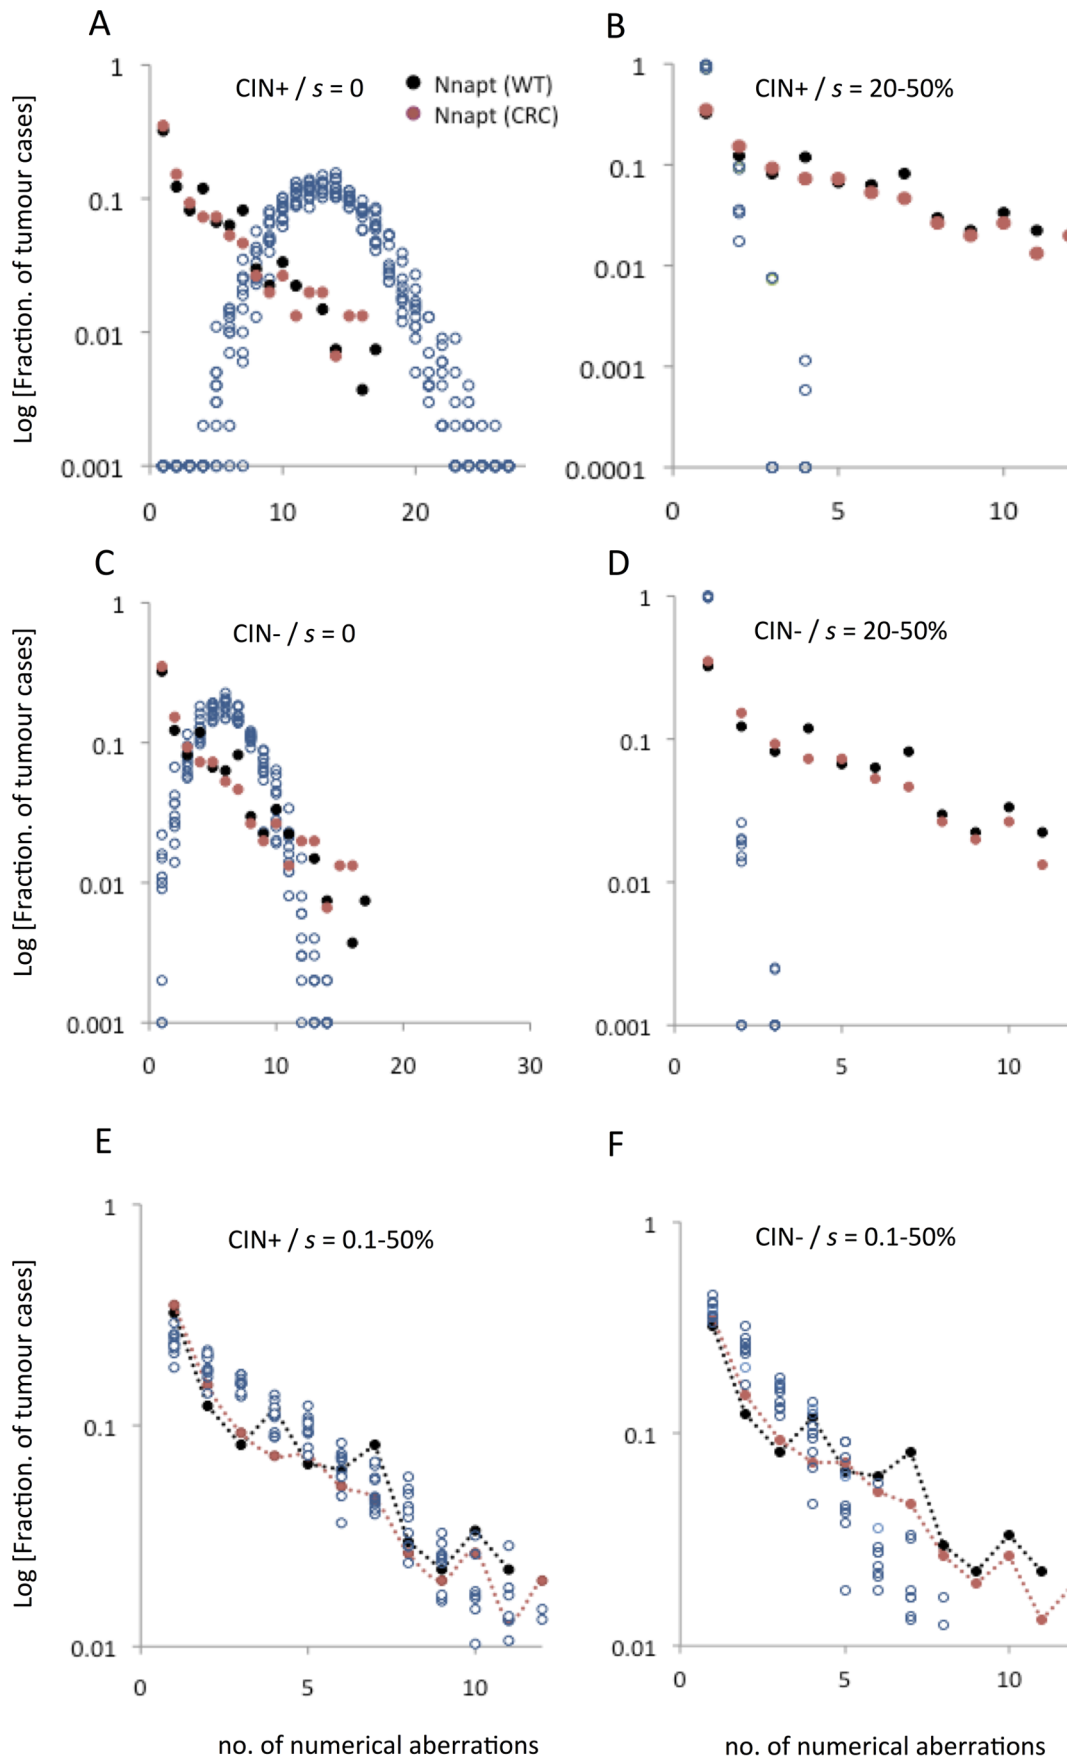 A
B
1
0.1
0.01
0.001
0
10
20
Log [Fraction. of tumour cases]
CIN+ / s = 0
Nnapt (WT)
Nnapt (CRC)
1
0.1
0.01
0.001
0.0001
0
5
10
CIN+ / s = 20-50%
C
D
1
0.1
0.01
0.001
0
10
20
30
Log [Fraction. of tumour cases]
CIN- / s = 0
1
0.1
0.01
0.001
0
5
10
CIN- / s = 20-50%
E
F
1
0.1
0.01
0
5
10
Log [Fraction. of tumour cases]
CIN+ / s = 0.1-50%
no. of numerical aberrations
1
0.1
0.01
0
5
10
CIN- / s = 0.1-50%
no. of numerical aberrations